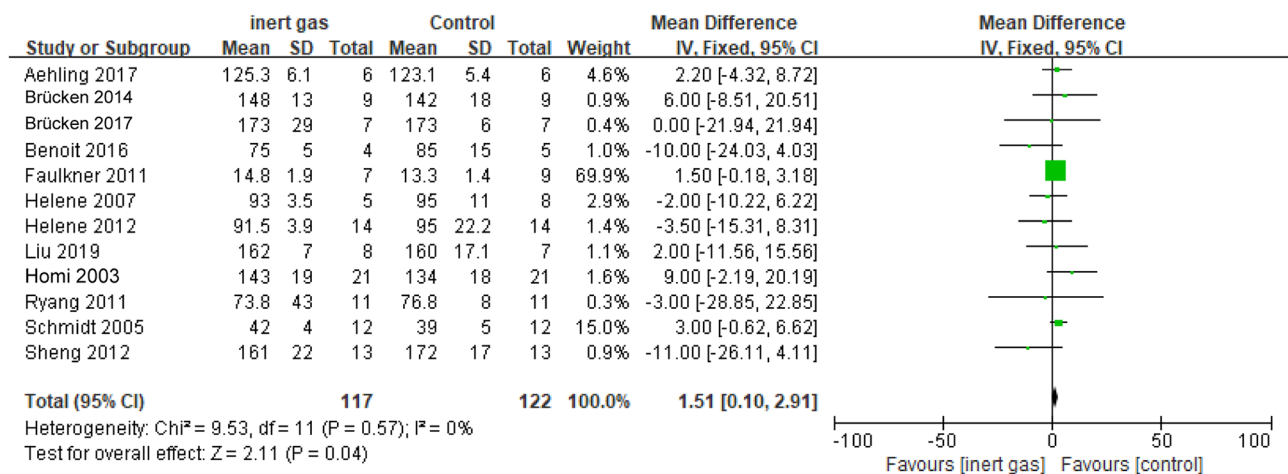 inert gas Control Mean Difference Mean Difference
Study or Subgroup Mean SD Total Mean SD Total Weight IV, Fixed, 95% CI IV, Fixed, 95% CI
Aehling 2017 125.3 6.1 6 123.1 5.4 6 4.6% 2.20 [-4.32, 8.72]
Brücken 2014 148 13 9 142 18 9 0.9% 6.00 [-8.51, 20.51]
Brücken 2017 173 29 7 173 6 7 0.4% 0.00 [-21.94, 21.94]
Benoit 2016 75 5 4 85 15 5 1.0% -10.00 [-24.03, 4.03]
Faulkner 2011 14.8 1.9 7 13.3 1.4 9 69.9% 1.50 [-0.18, 3.18]
Helene 2007 93 3.5 5 95 11 8 2.9% -2.00 [-10.22, 6.22]
Helene 2012 91.5 3.9 14 95 22.2 14 1.4% -3.50 [-15.31, 8.31]
Liu 2019 162 7 8 160 17.1 7 1.1% 2.00 [-11.56, 15.56]
Homi 2003 143 19 21 134 18 21 1.6% 9.00 [-2.19, 20.19]
Ryang 2011 73.8 43 11 76.8 8 11 0.3% -3.00 [-28.85, 22.85]
Schmidt 2005 42 4 12 39 5 12 15.0% 3.00 [-0.62, 6.62]
Sheng 2012 161 22 13 172 17 13 0.9% -11.00 [-26.11, 4.11]
Total (95% CI) 117 122 100.0% 1.51 [0.10, 2.91]
Heterogeneity: Chi² = 9.53, df = 11 (P = 0.57); I² = 0%
Test for overall effect: Z = 2.11 (P = 0.04)
-100 -50 0 50 100
Favours [inert gas] Favours [control]